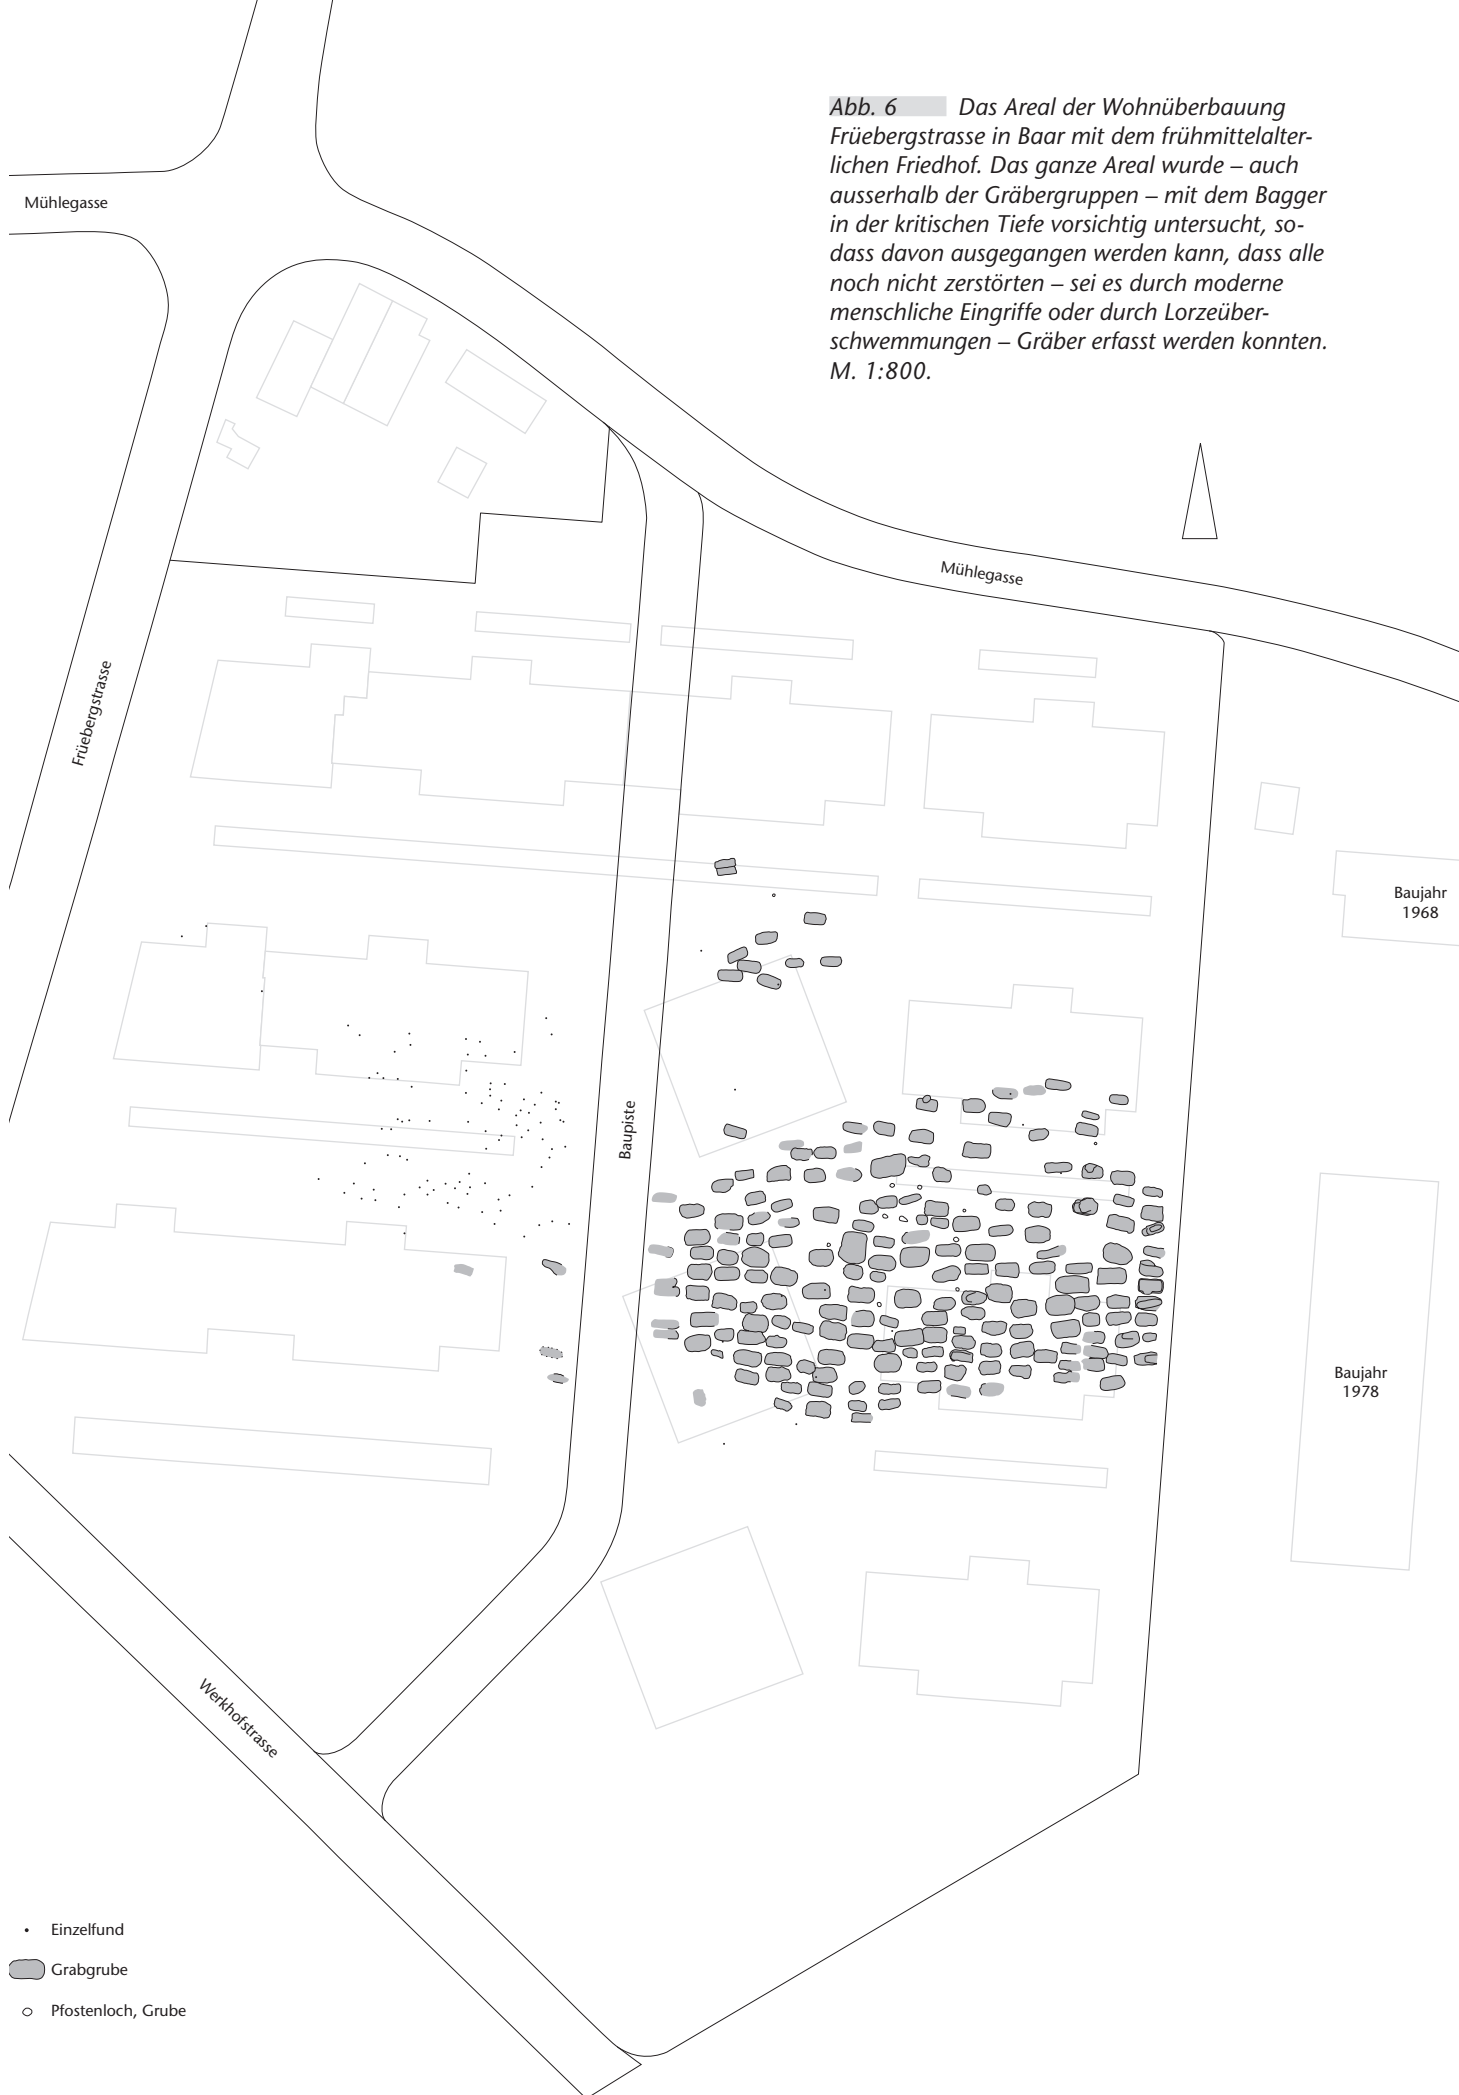 Abb. 6 Das Areal der Wohnüberbauung
Früebergstrasse in Baar mit dem frühmittelalter-
lichen Friedhof. Das ganze Areal wurde – auch
ausserhalb der Gräbergruppen – mit dem Bagger
in der kritischen Tiefe vorsichtig untersucht, so-
dass davon ausgegangen werden kann, dass alle
noch nicht zerstörten – sei es durch moderne
menschliche Eingriffe oder durch Lorzeüber-
schwemmungen – Gräber erfasst werden konnten.
M. 1:800.
Mühlegasse
Mühlegasse
Früebergstrasse
Baujahr
1968
Baupiste
Baujahr
1978
Werkhofstrasse
Einzelfund
Grabgrube
Pfostenloch, Grube